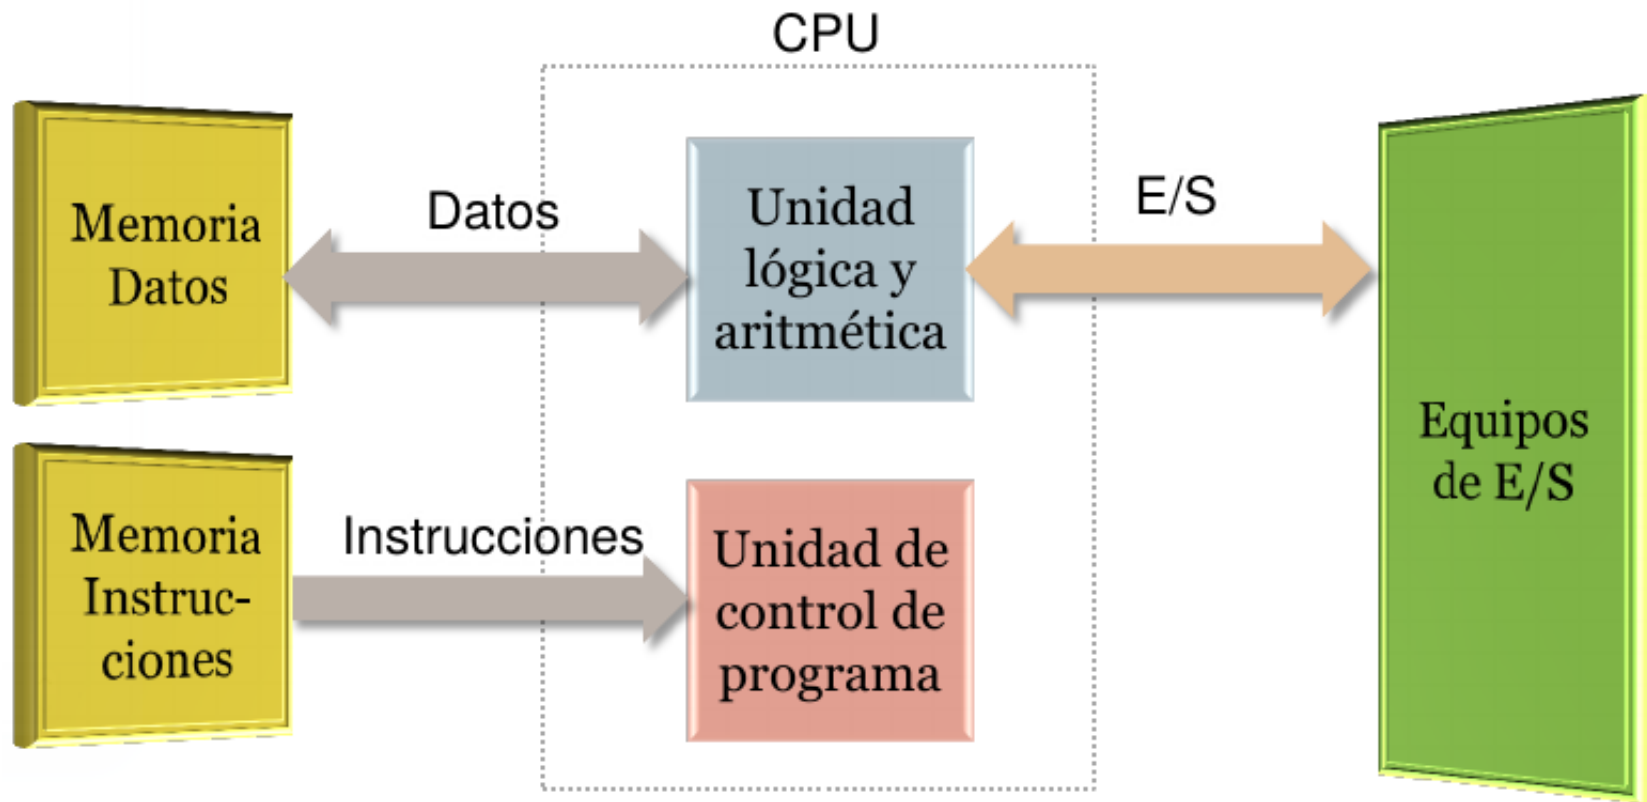 CPU
Memoria
Datos
Datos
Unidad
lógica y
aritmética
E/S
Equipos
de E/S
Memoria
Instruc-
ciones
Instrucciones
Unidad de
control de
programa